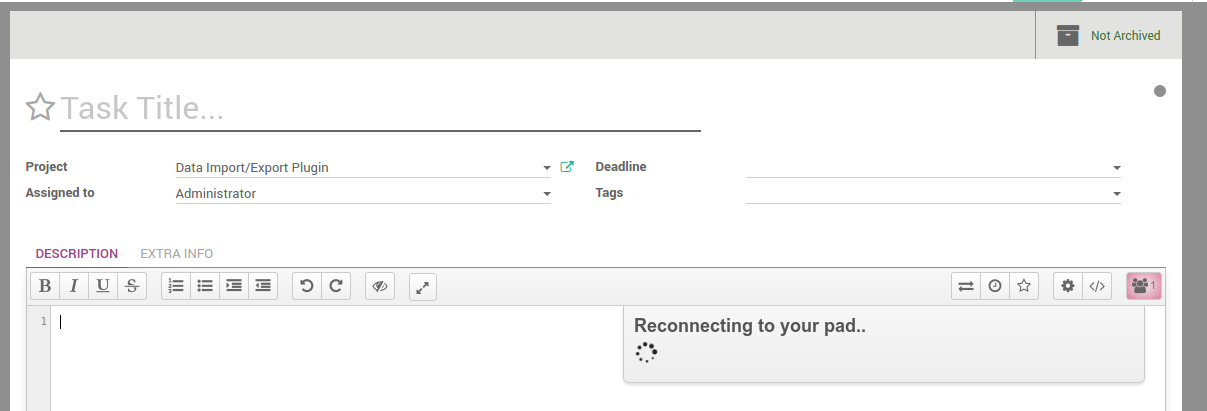 Not Archived
Task Title...
Project Data Import/Export Plugin Deadline
Assigned to Administrator Tags
DESCRIPTION EXTRA INFO
B I U S </> 1
1 Reconnecting to your pad..